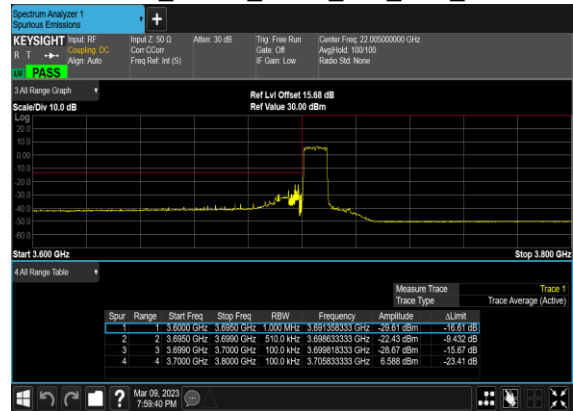 Spectrum Analyzer 1
Spurious Emissions
+
KEYSIGHT Input: RF Input Z: 50 Ω Atten: 30 dB Trig: Free Run Center Freq: 22.005000000 GHz
R T Coupling: DC Corr CCorr Gate: Off Avg|Hold: 100/100
Align: Auto Freq Ref: Int (S) IF Gain: Low Radio Std: None
PASS
3 All Range Graph Ref Lvl Offset 15.68 dB
Scale/Div 10.0 dB Ref Value 30.00 dBm
Log
20.0
10.0
0.00
-10.0
-20.0
-30.0
-40.0
-50.0
-60.0
Start 3.600 GHz Stop 3.800 GHz
4 All Range Table
Measure Trace Trace 1
Trace Type Trace Average (Active)
Spur Range Start Freq Stop Freq RBW Frequency Amplitude ΔLimit
1 1 3.6000 GHz 3.6950 GHz 1.000 MHz 3.691358333 GHz -29.61 dBm -16.61 dB
2 2 3.6950 GHz 3.6990 GHz 510.0 kHz 3.698633333 GHz -22.43 dBm -9.432 dB
3 3 3.6990 GHz 3.7000 GHz 100.0 kHz 3.699818333 GHz -28.67 dBm -15.67 dB
4 4 3.7000 GHz 3.8000 GHz 100.0 kHz 3.705833333 GHz 6.588 dBm -23.41 dB
? Mar 09, 2023
7:59:40 PM